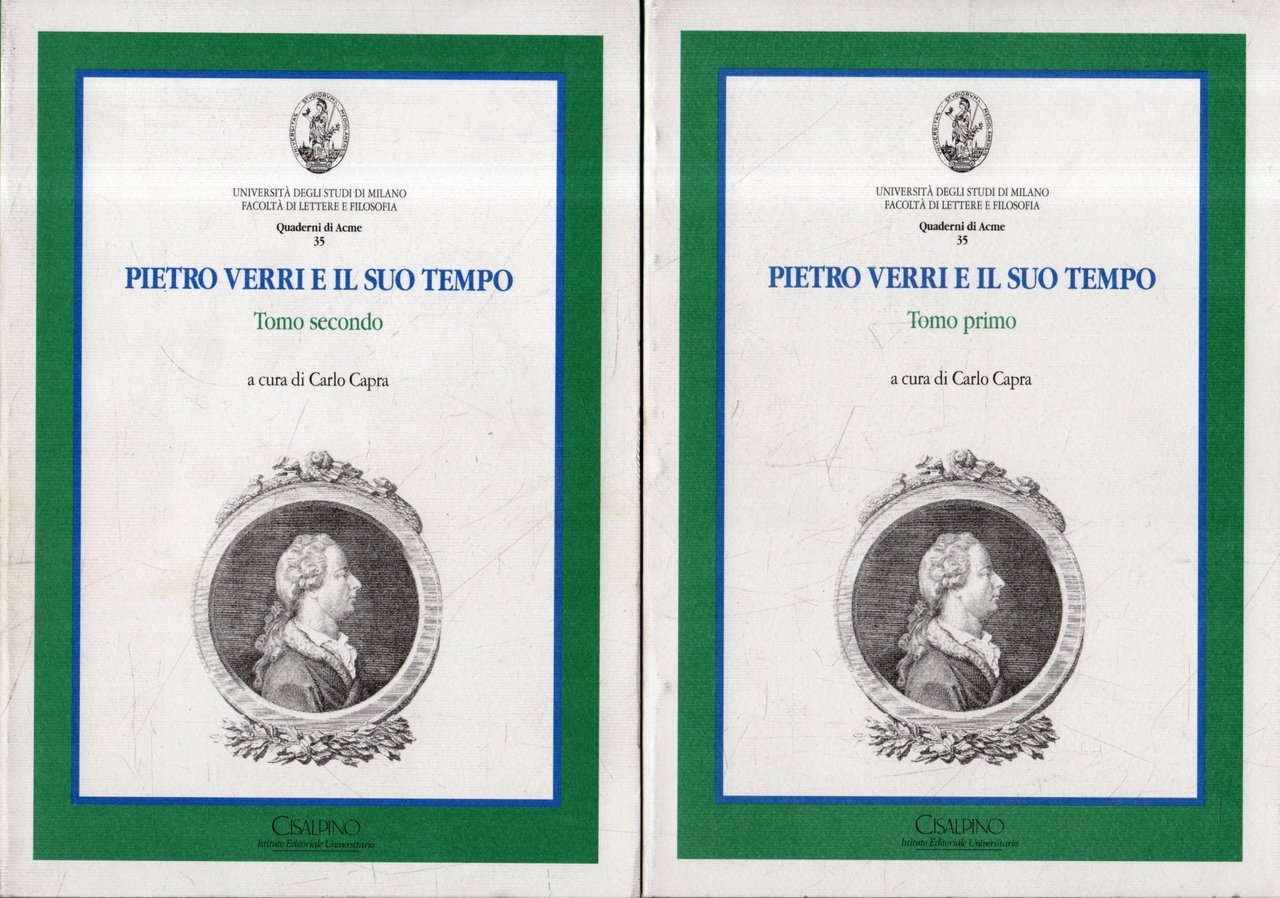 UNIVERSITÀ DEGLI STUDI DI MILANO
FACOLTÀ DI LETTERE E FILOSOFIA
Quaderni di Acme
35
PIETRO VERRI E IL SUO TEMPO
Tomo secondo
a cura di Carlo Capra
CISALPINO
Istituto Editoriale Universitario
UNIVERSITÀ DEGLI STUDI DI MILANO
FACOLTÀ DI LETTERE E FILOSOFIA
Quaderni di Acme
35
PIETRO VERRI E IL SUO TEMPO
Tomo primo
a cura di Carlo Capra
CISALPINO
Istituto Editoriale Universitario